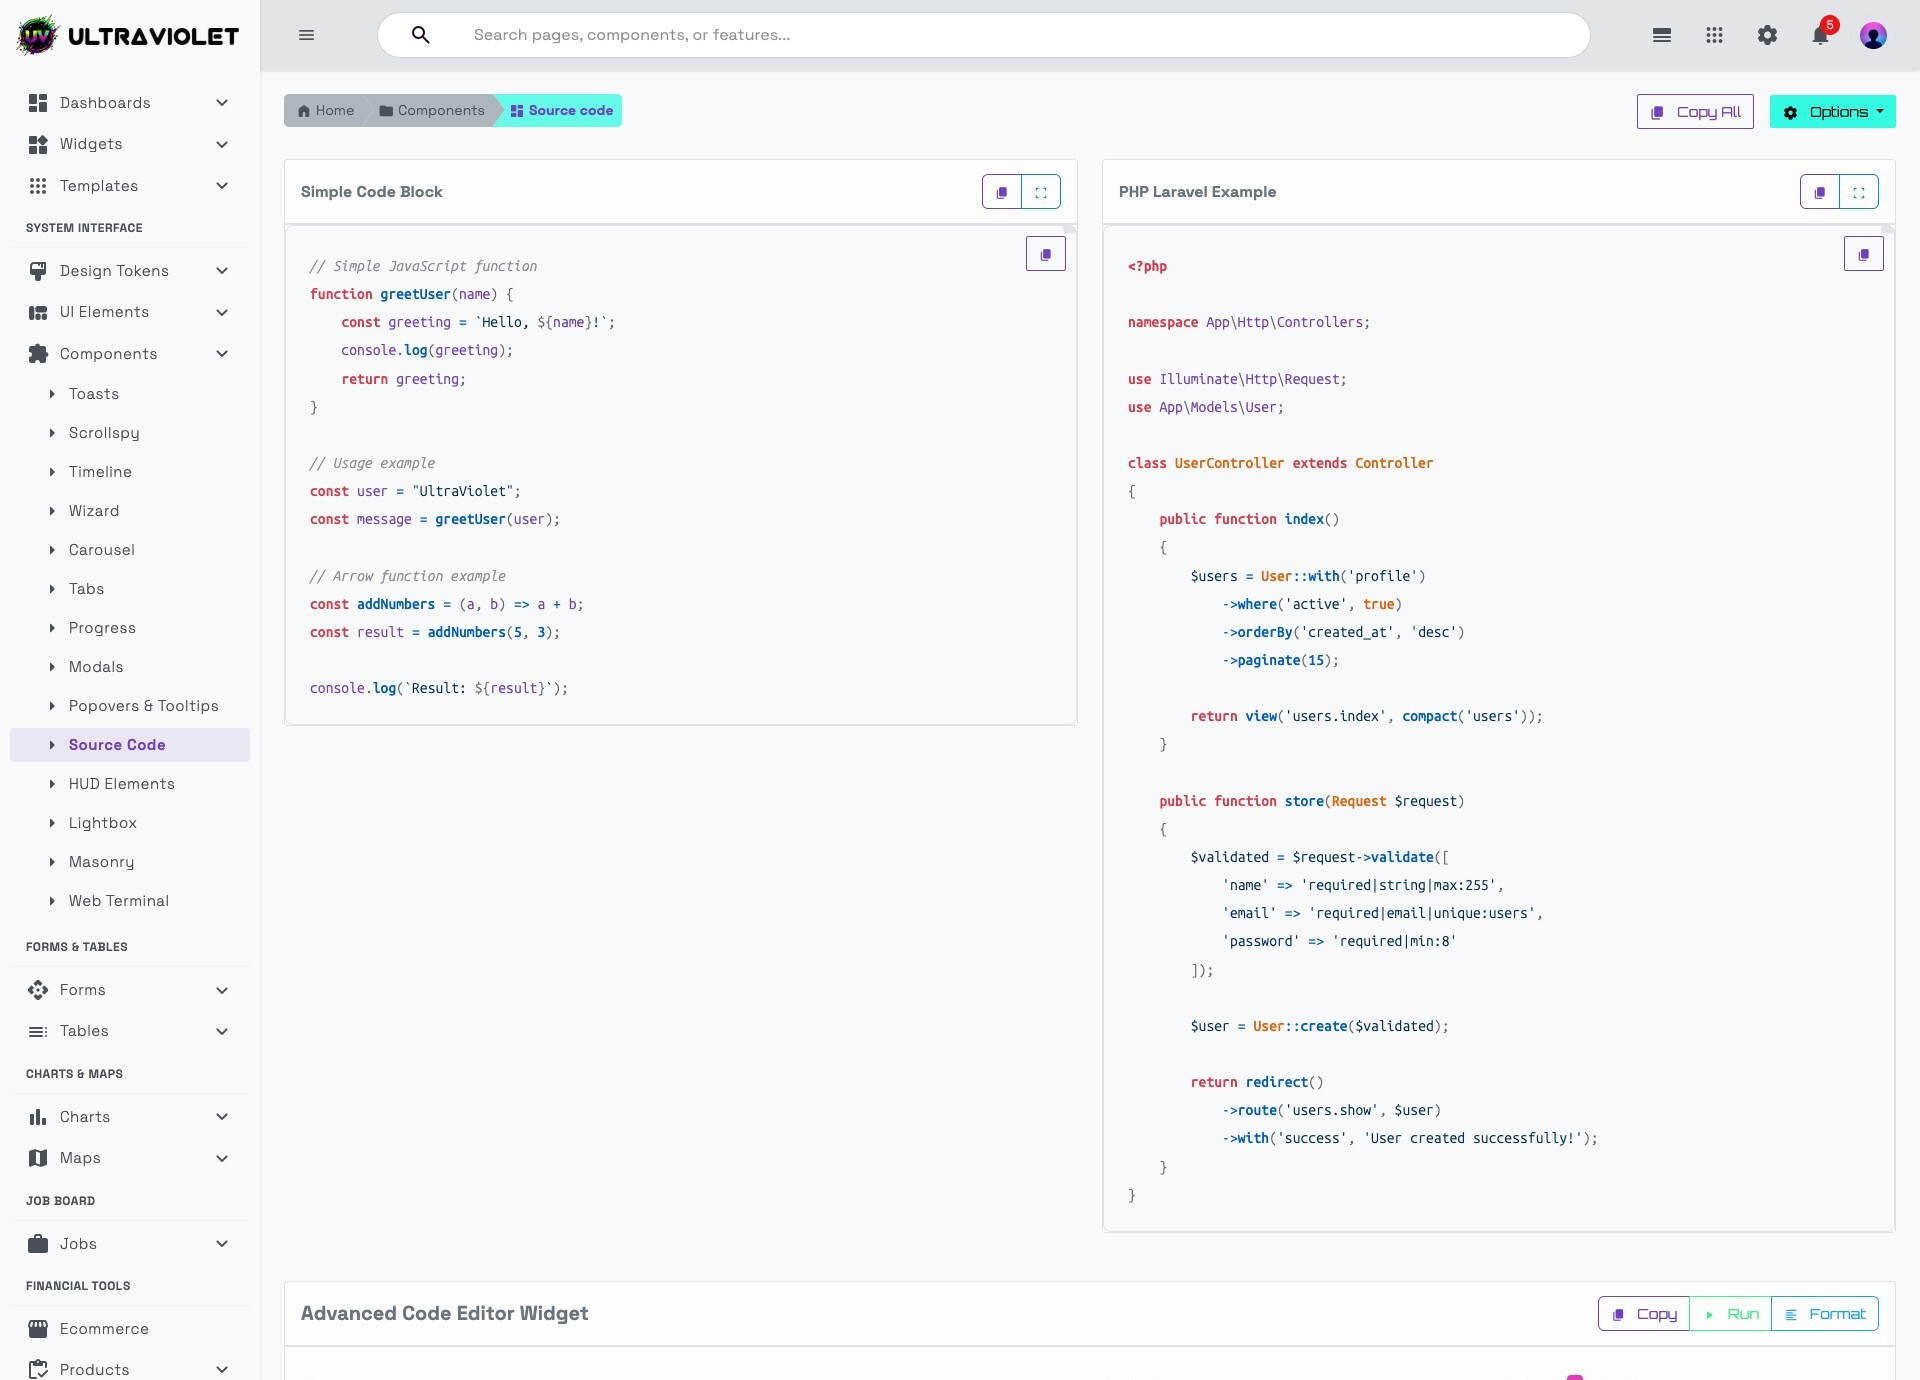 ULTRAVIOLET
Search pages, components, or features...
5
Dashboards
Widgets
Templates
SYSTEM INTERFACE
Design Tokens
UI Elements
Components
Toasts
Scrollspy
Timeline
Wizard
Carousel
Tabs
Progress
Modals
Popovers & Tooltips
Source Code
HUD Elements
Lightbox
Masonry
Web Terminal
FORMS & TABLES
Forms
Tables
CHARTS & MAPS
Charts
Maps
JOB BOARD
Jobs
FINANCIAL TOOLS
Ecommerce
Products
Home Components Source code
Copy All Options
Simple Code Block
// Simple JavaScript function
function greetUser(name) {
    const greeting = `Hello, ${name}!`;
    console.log(greeting);
    return greeting;
}
// Usage example
const user = "UltraViolet";
const message = greetUser(user);
// Arrow function example
const addNumbers = (a, b) => a + b;
const result = addNumbers(5, 3);
console.log(`Result: ${result}`);
PHP Laravel Example
<?php
namespace App\Http\Controllers;
use Illuminate\Http\Request;
use App\Models\User;
class UserController extends Controller
{
    public function index()
    {
        $users = User::with('profile')
            ->where('active', true)
            ->orderBy('created_at', 'desc')
            ->paginate(15);
        return view('users.index', compact('users'));
    }
    public function store(Request $request)
    {
        $validated = $request->validate([
            'name' => 'required|string|max:255',
            'email' => 'required|email|unique:users',
            'password' => 'required|min:8'
        ]);
        $user = User::create($validated);
        return redirect()
            ->route('users.show', $user)
            ->with('success', 'User created successfully!');
    }
}
Advanced Code Editor Widget
Copy Run Format